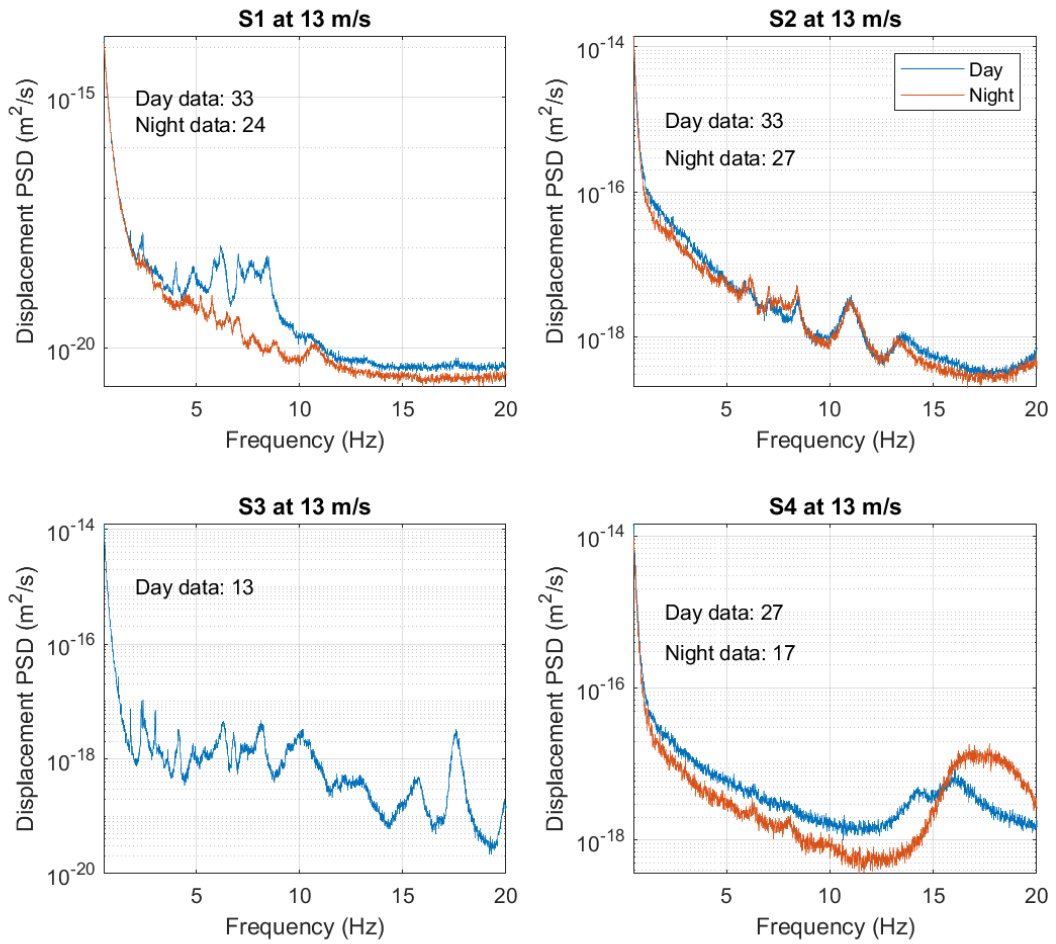 S1 at 13 m/s
Displacement PSD (m²/s)
10⁻¹⁵
10⁻²⁰
Day data: 33
Night data: 24
5 10 15 20
Frequency (Hz)
S2 at 13 m/s
Displacement PSD (m²/s)
10⁻¹⁴
10⁻¹⁶
10⁻¹⁸
Day
Night
Day data: 33
Night data: 27
5 10 15 20
Frequency (Hz)
S3 at 13 m/s
Displacement PSD (m²/s)
10⁻¹⁴
10⁻¹⁶
10⁻¹⁸
10⁻²⁰
Day data: 13
5 10 15 20
Frequency (Hz)
S4 at 13 m/s
Displacement PSD (m²/s)
10⁻¹⁴
10⁻¹⁶
10⁻¹⁸
Day data: 27
Night data: 17
5 10 15 20
Frequency (Hz)